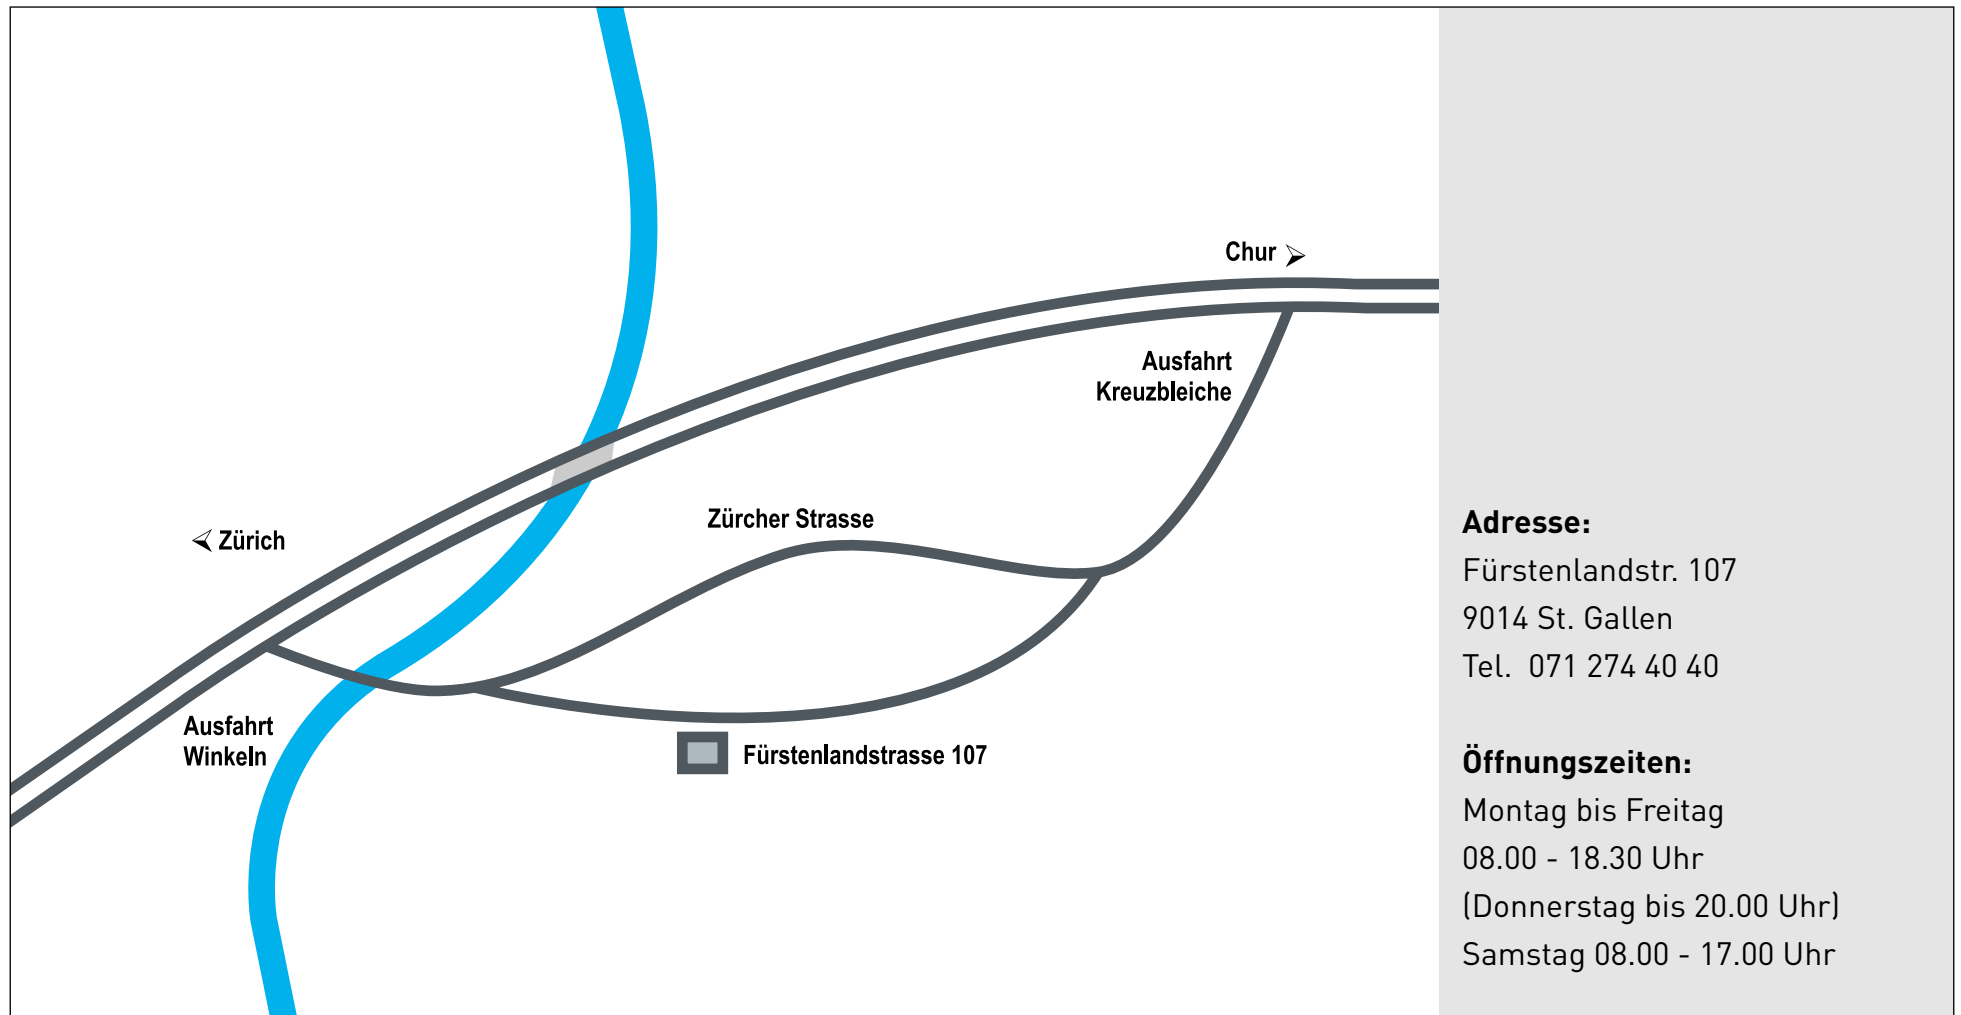 Chur
Ausfahrt
Kreuzbleiche
Zürcher Strasse
Zürich
Ausfahrt
Winkeln
Fürstenlandstrasse 107
Adresse:
Fürstenlandstr. 107
9014 St. Gallen
Tel. 071 274 40 40
Öffnungszeiten:
Montag bis Freitag
08.00 - 18.30 Uhr
(Donnerstag bis 20.00 Uhr)
Samstag 08.00 - 17.00 Uhr